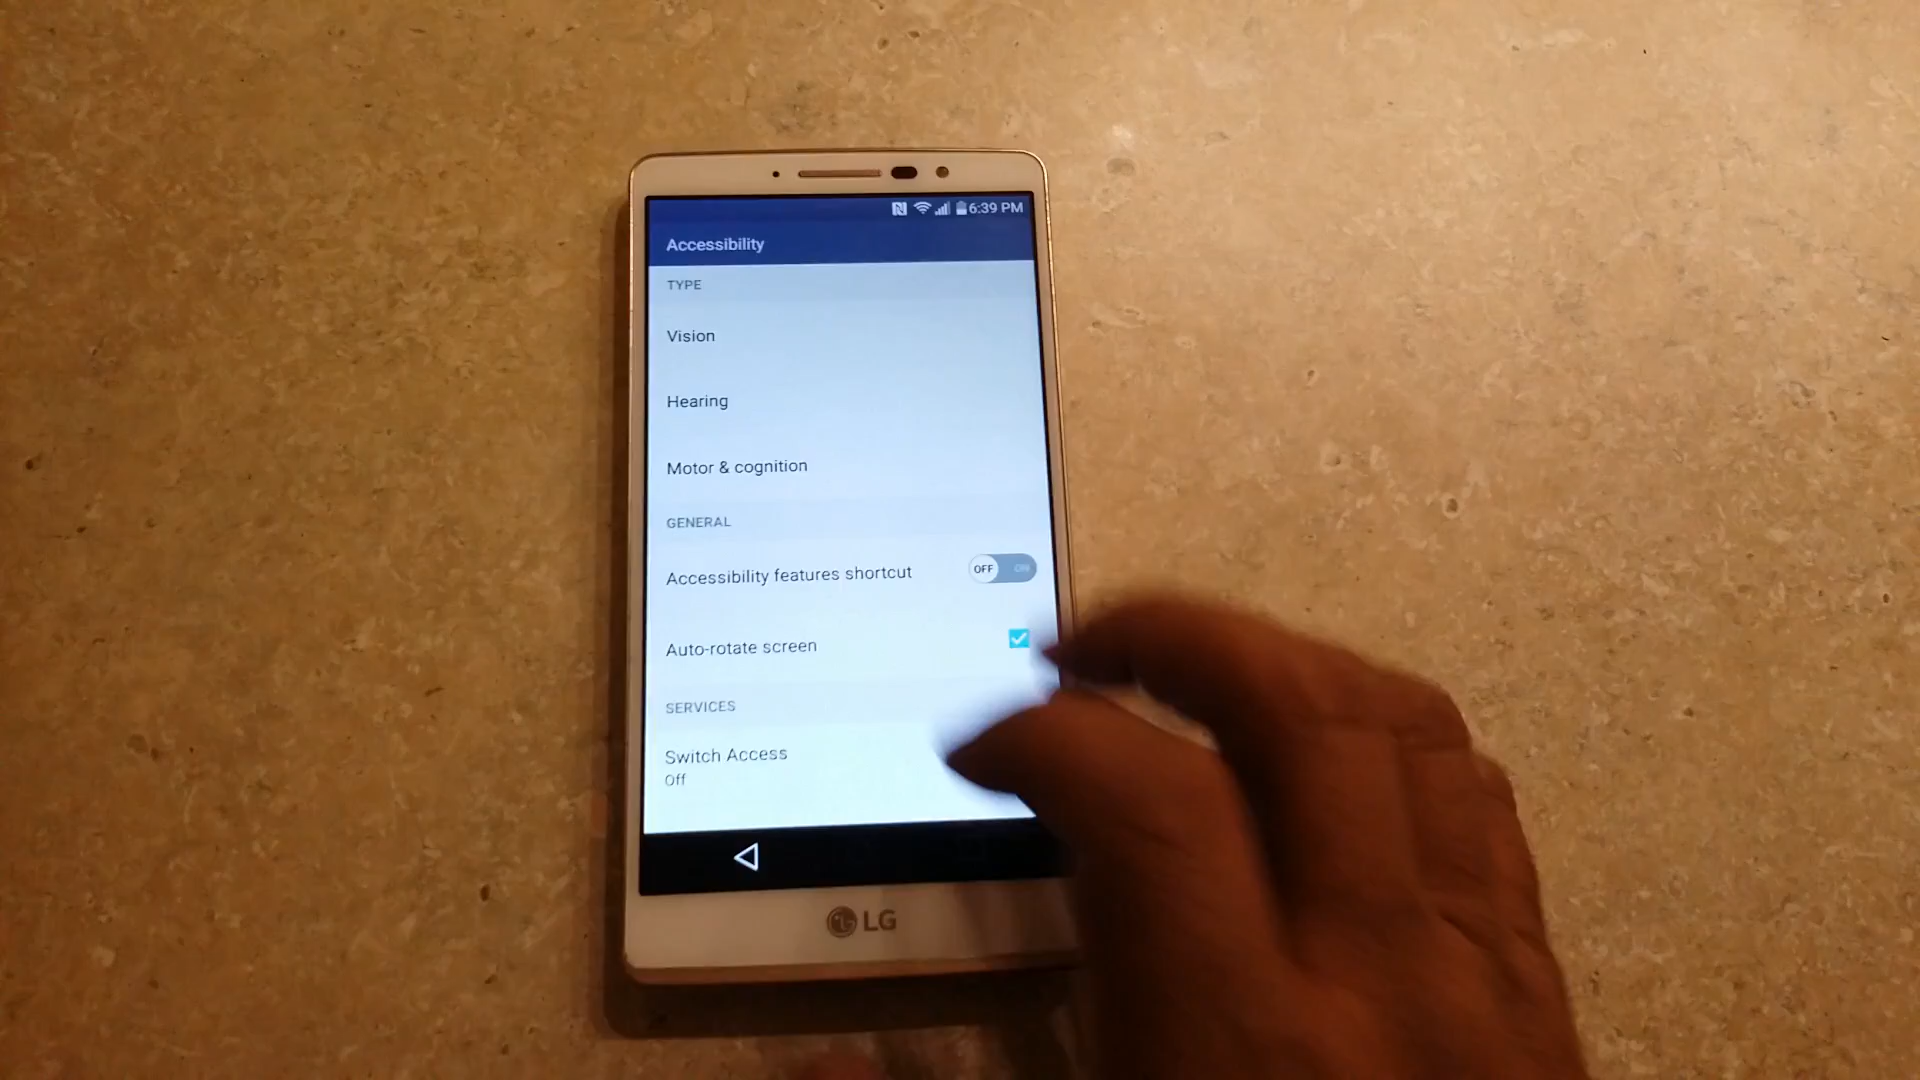 N 6:39 PM
Accessibility
TYPE
Vision
Hearing
Motor & cognition
GENERAL
Accessibility features shortcut OFF ON
Auto-rotate screen
SERVICES
Switch Access
Off
LG